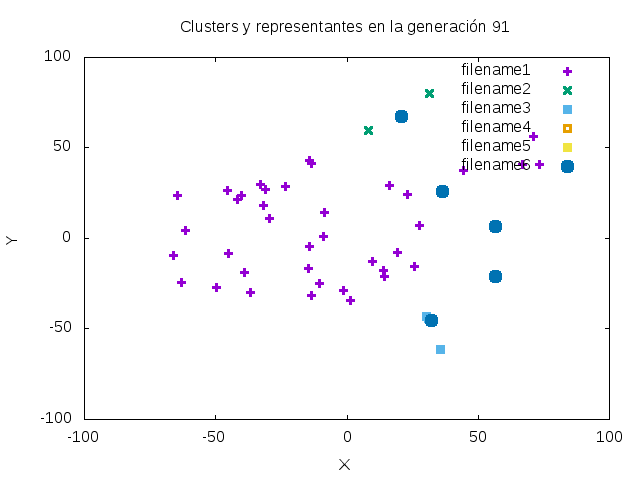 Clusters y representantes en la generación 91
100
50
0
-50
-100
-100
-50
0
50
100
Y
X
filename1
filename2
filename3
filename4
filename5
filename6